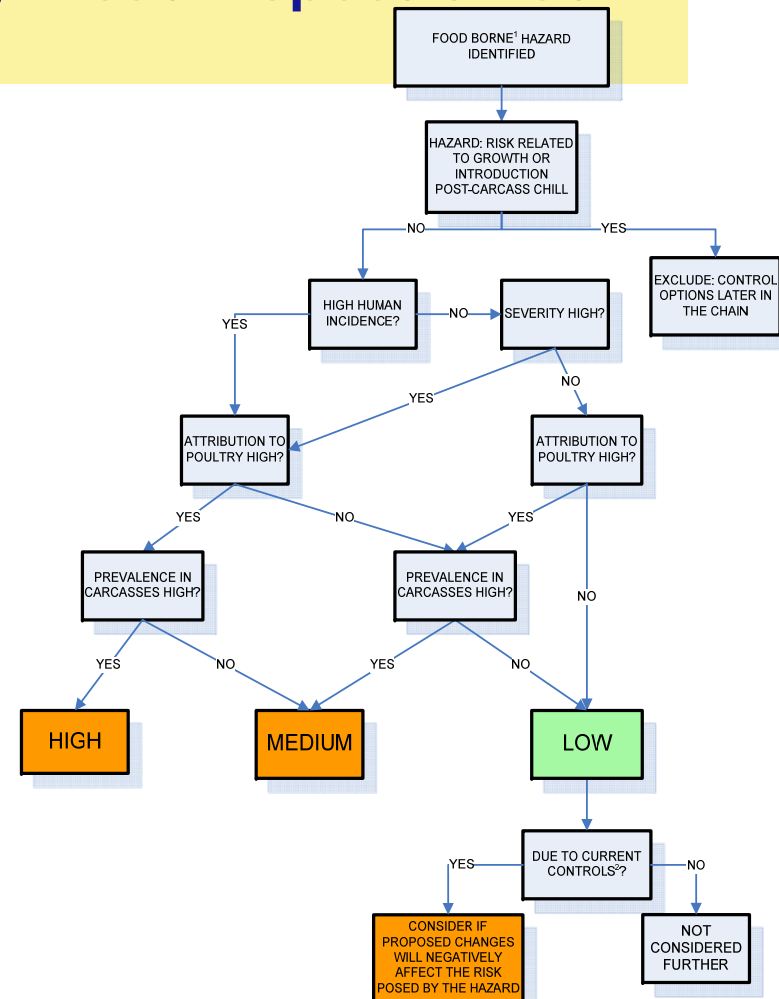 FOOD BORNE¹ HAZARD
IDENTIFIED
HAZARD: RISK RELATED
TO GROWTH OR
INTRODUCTION
POST-CARCASS CHILL
NO
YES
EXCLUDE: CONTROL
OPTIONS LATER IN
THE CHAIN
HIGH HUMAN
INCIDENCE?
NO
SEVERITY HIGH?
YES
YES
NO
ATTRIBUTION TO
POULTRY HIGH?
ATTRIBUTION TO
POULTRY HIGH?
YES
NO
YES
NO
PREVALENCE IN
CARCASSES HIGH?
PREVALENCE IN
CARCASSES HIGH?
YES
NO
YES
NO
HIGH
MEDIUM
LOW
DUE TO CURRENT
CONTROLS²?
YES
NO
CONSIDER IF
PROPOSED CHANGES
WILL NEGATIVELY
AFFECT THE RISK
POSED BY THE HAZARD
NOT
CONSIDERED
FURTHER